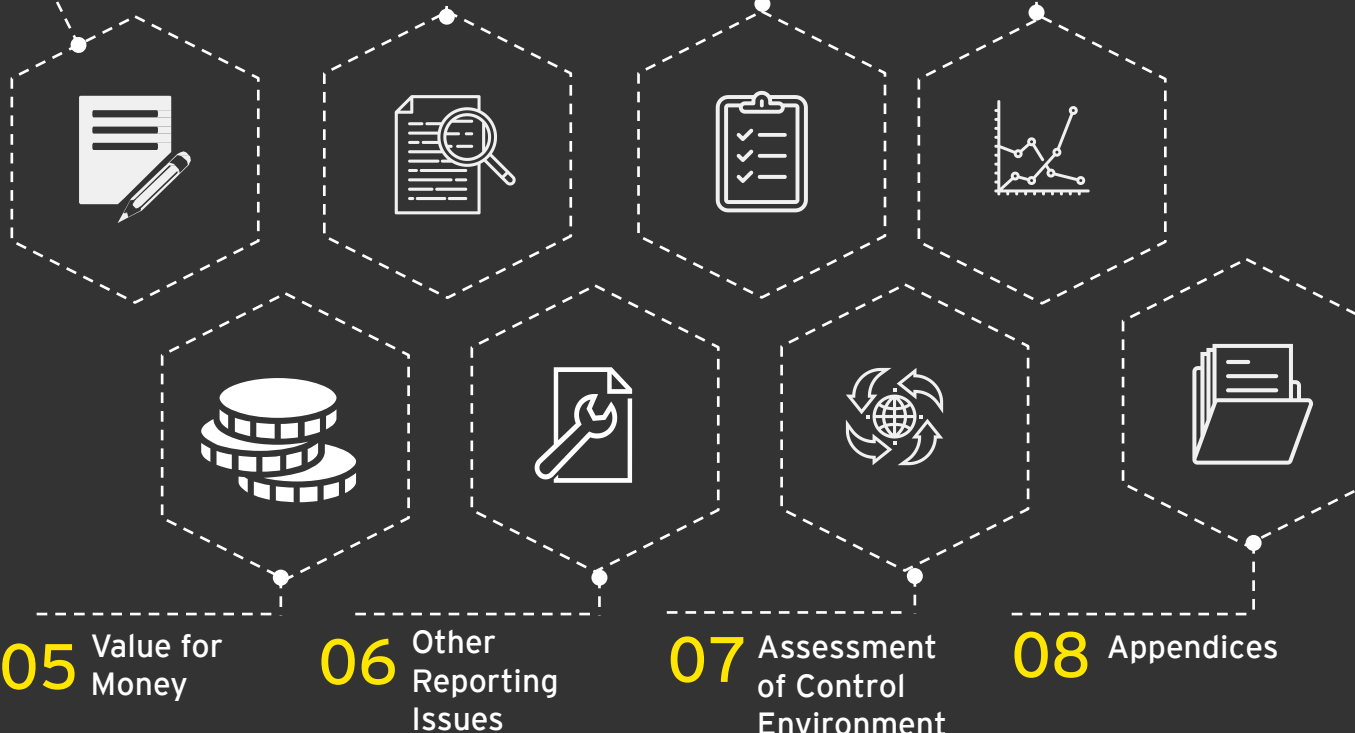 05 Value for
Money
06 Other
Reporting
Issues
07 Assessment
of Control
Environment
08 Appendices